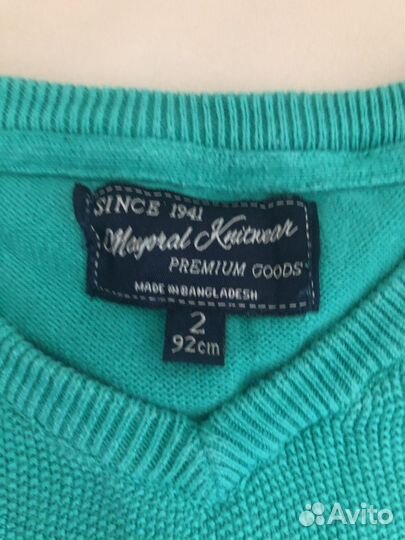 SINCE 1941
Mayoral Knitwear
PREMIUM GOODS
MADE IN BANGLADESH
2
92cm
Avito